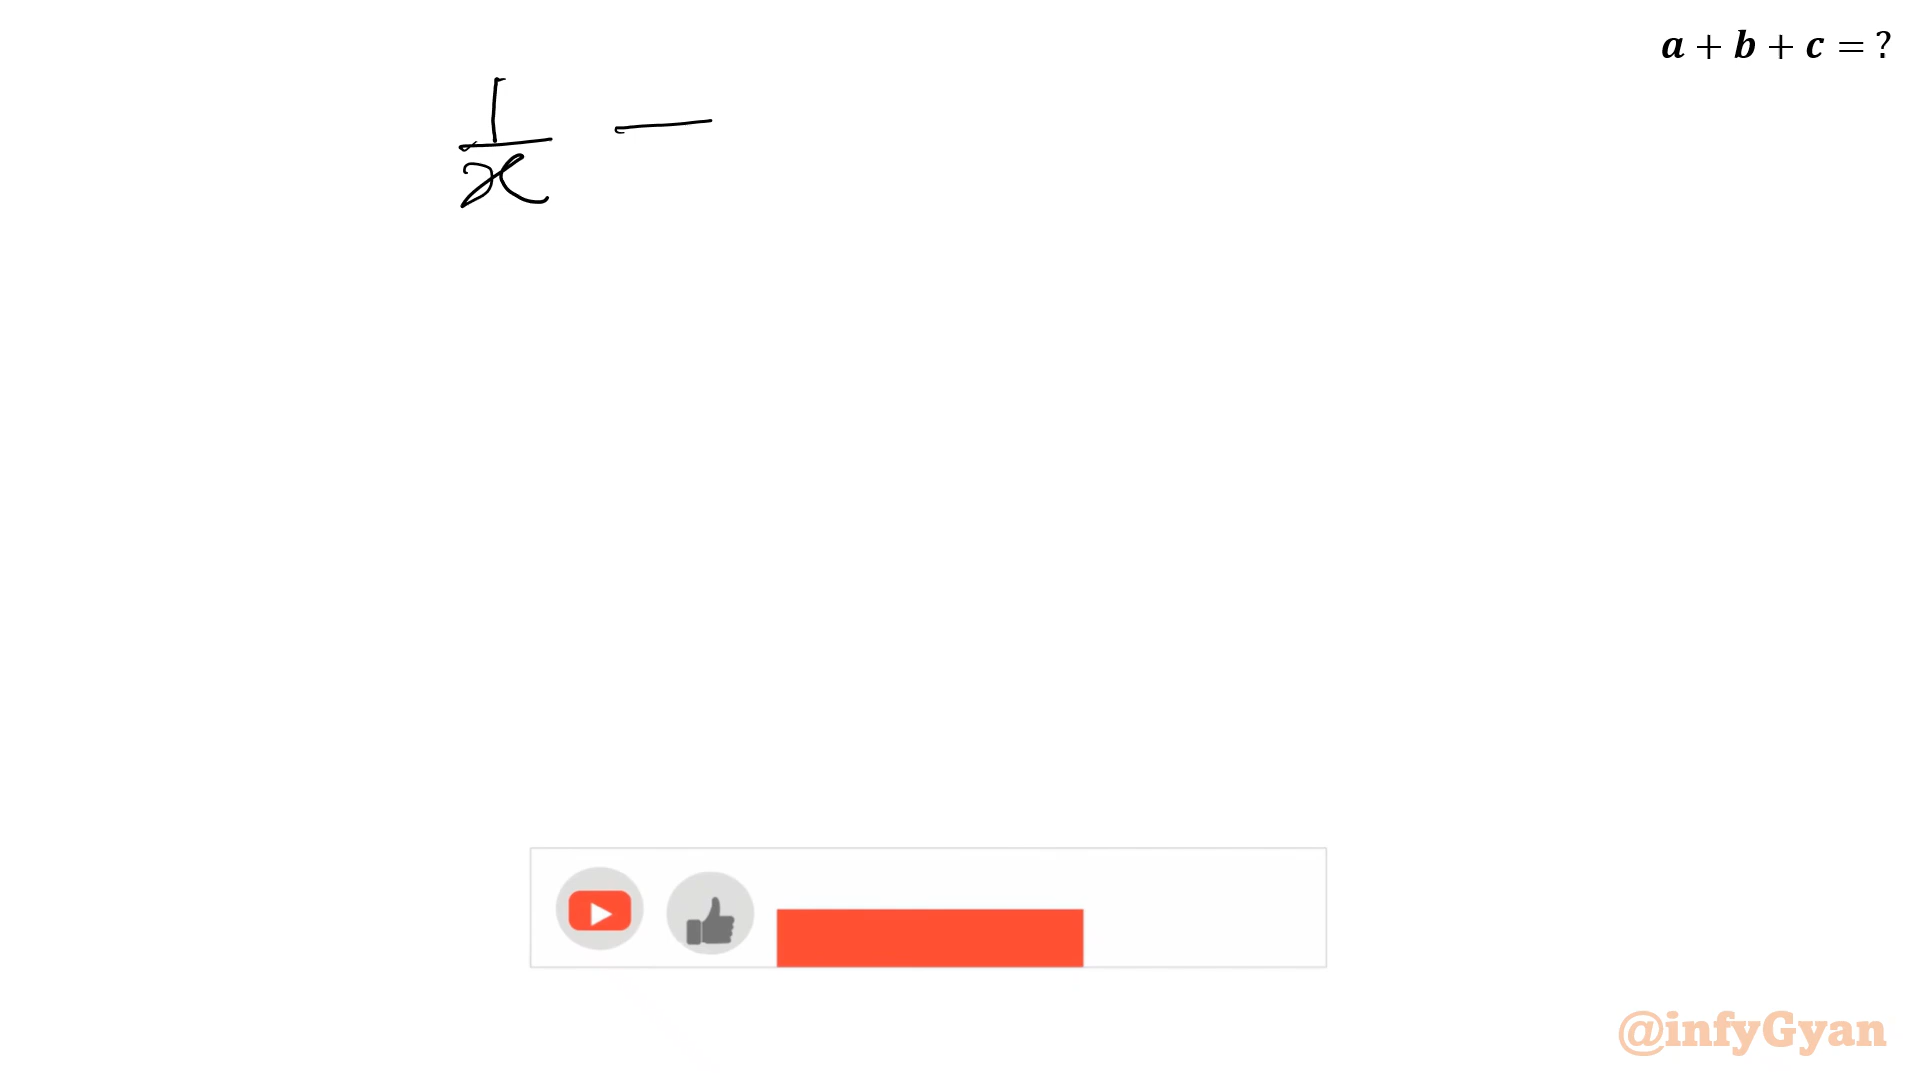 a + b + c = ?
1/x —
@infyGyan